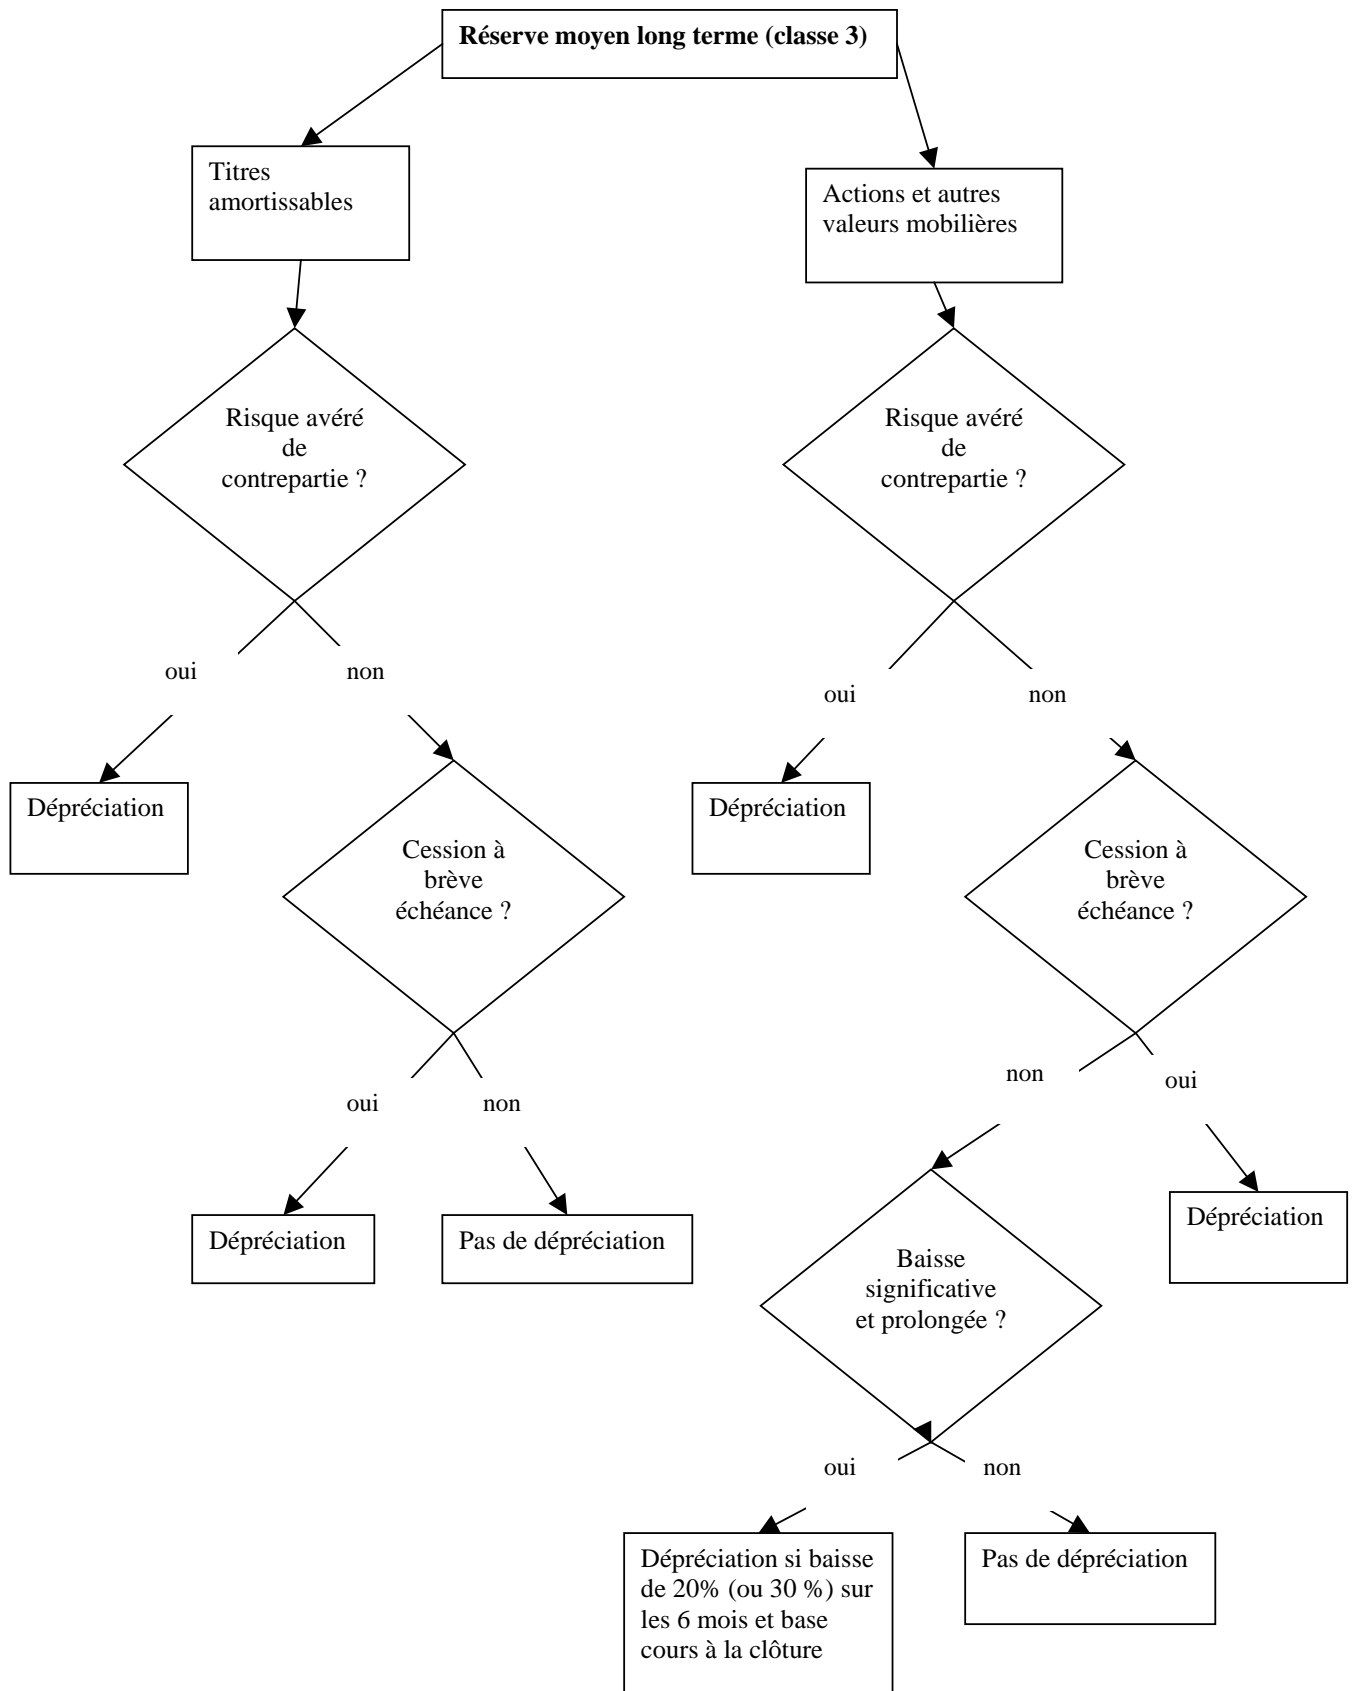 Réserve moyen long terme (classe 3)
Titres
amortissables
Actions et autres
valeurs mobilières
Risque avéré
de
contrepartie ?
Risque avéré
de
contrepartie ?
oui
non
oui
non
Dépréciation
Cession à
brève
échéance ?
Dépréciation
Cession à
brève
échéance ?
oui
non
non
oui
Dépréciation
Pas de dépréciation
Baisse
significative
et prolongée ?
Dépréciation
oui
non
Dépréciation si baisse
de 20% (ou 30 %) sur
les 6 mois et base
cours à la clôture
Pas de dépréciation